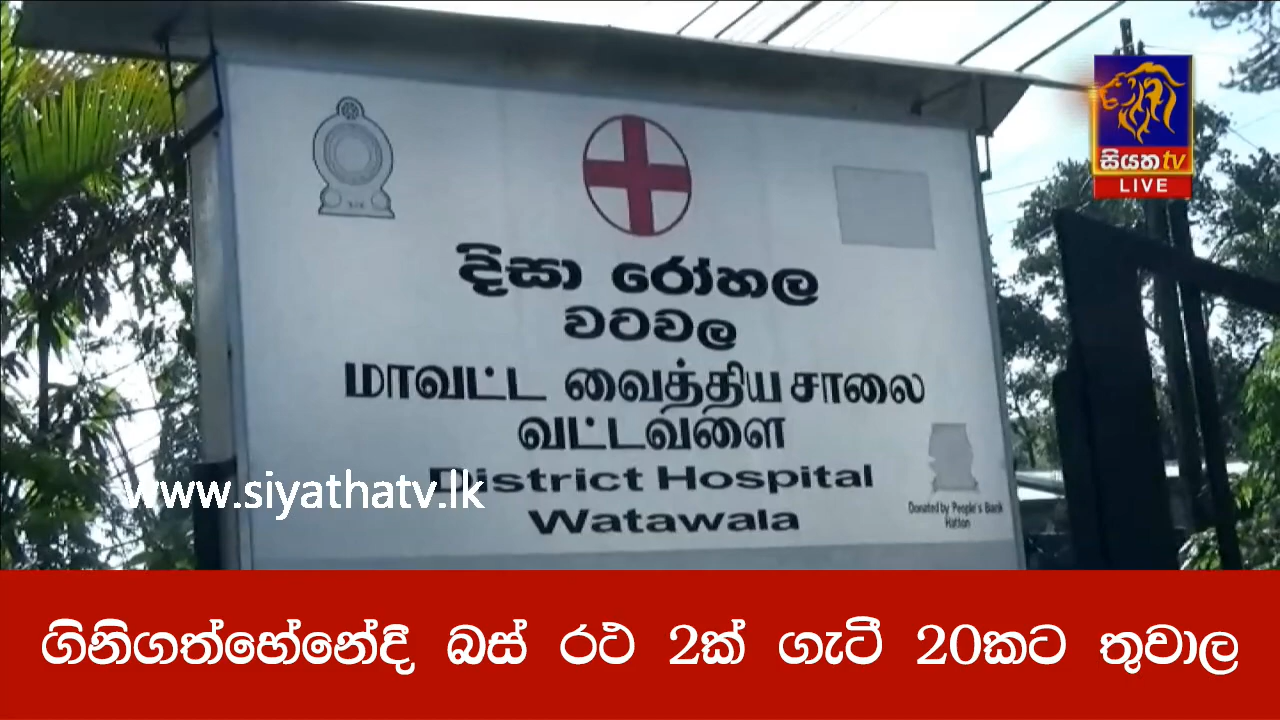 සියත tv
LIVE
දිසා රෝහල
වටවල
மாவட்ட வைத்திய சாலை
வட்டவளை
District Hospital
Watawala
Donated by People's Bank
Hatton
www.siyathatv.lk
ගිනිගත්හේනේදී බස් රථ 2ක් ගැටී 20කට තුවාල